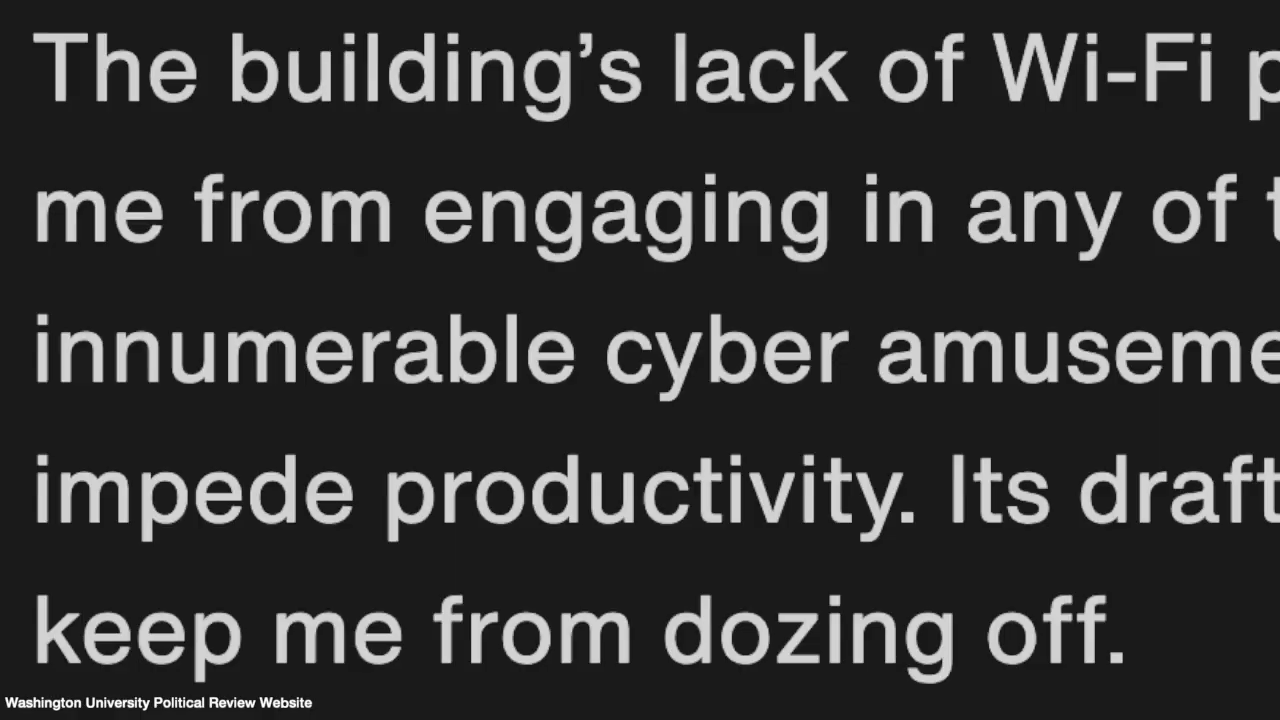 The building’s lack of Wi-Fi p
me from engaging in any of t
innumerable cyber amuseme
impede productivity. Its draft
keep me from dozing off.
Washington University Political Review Website